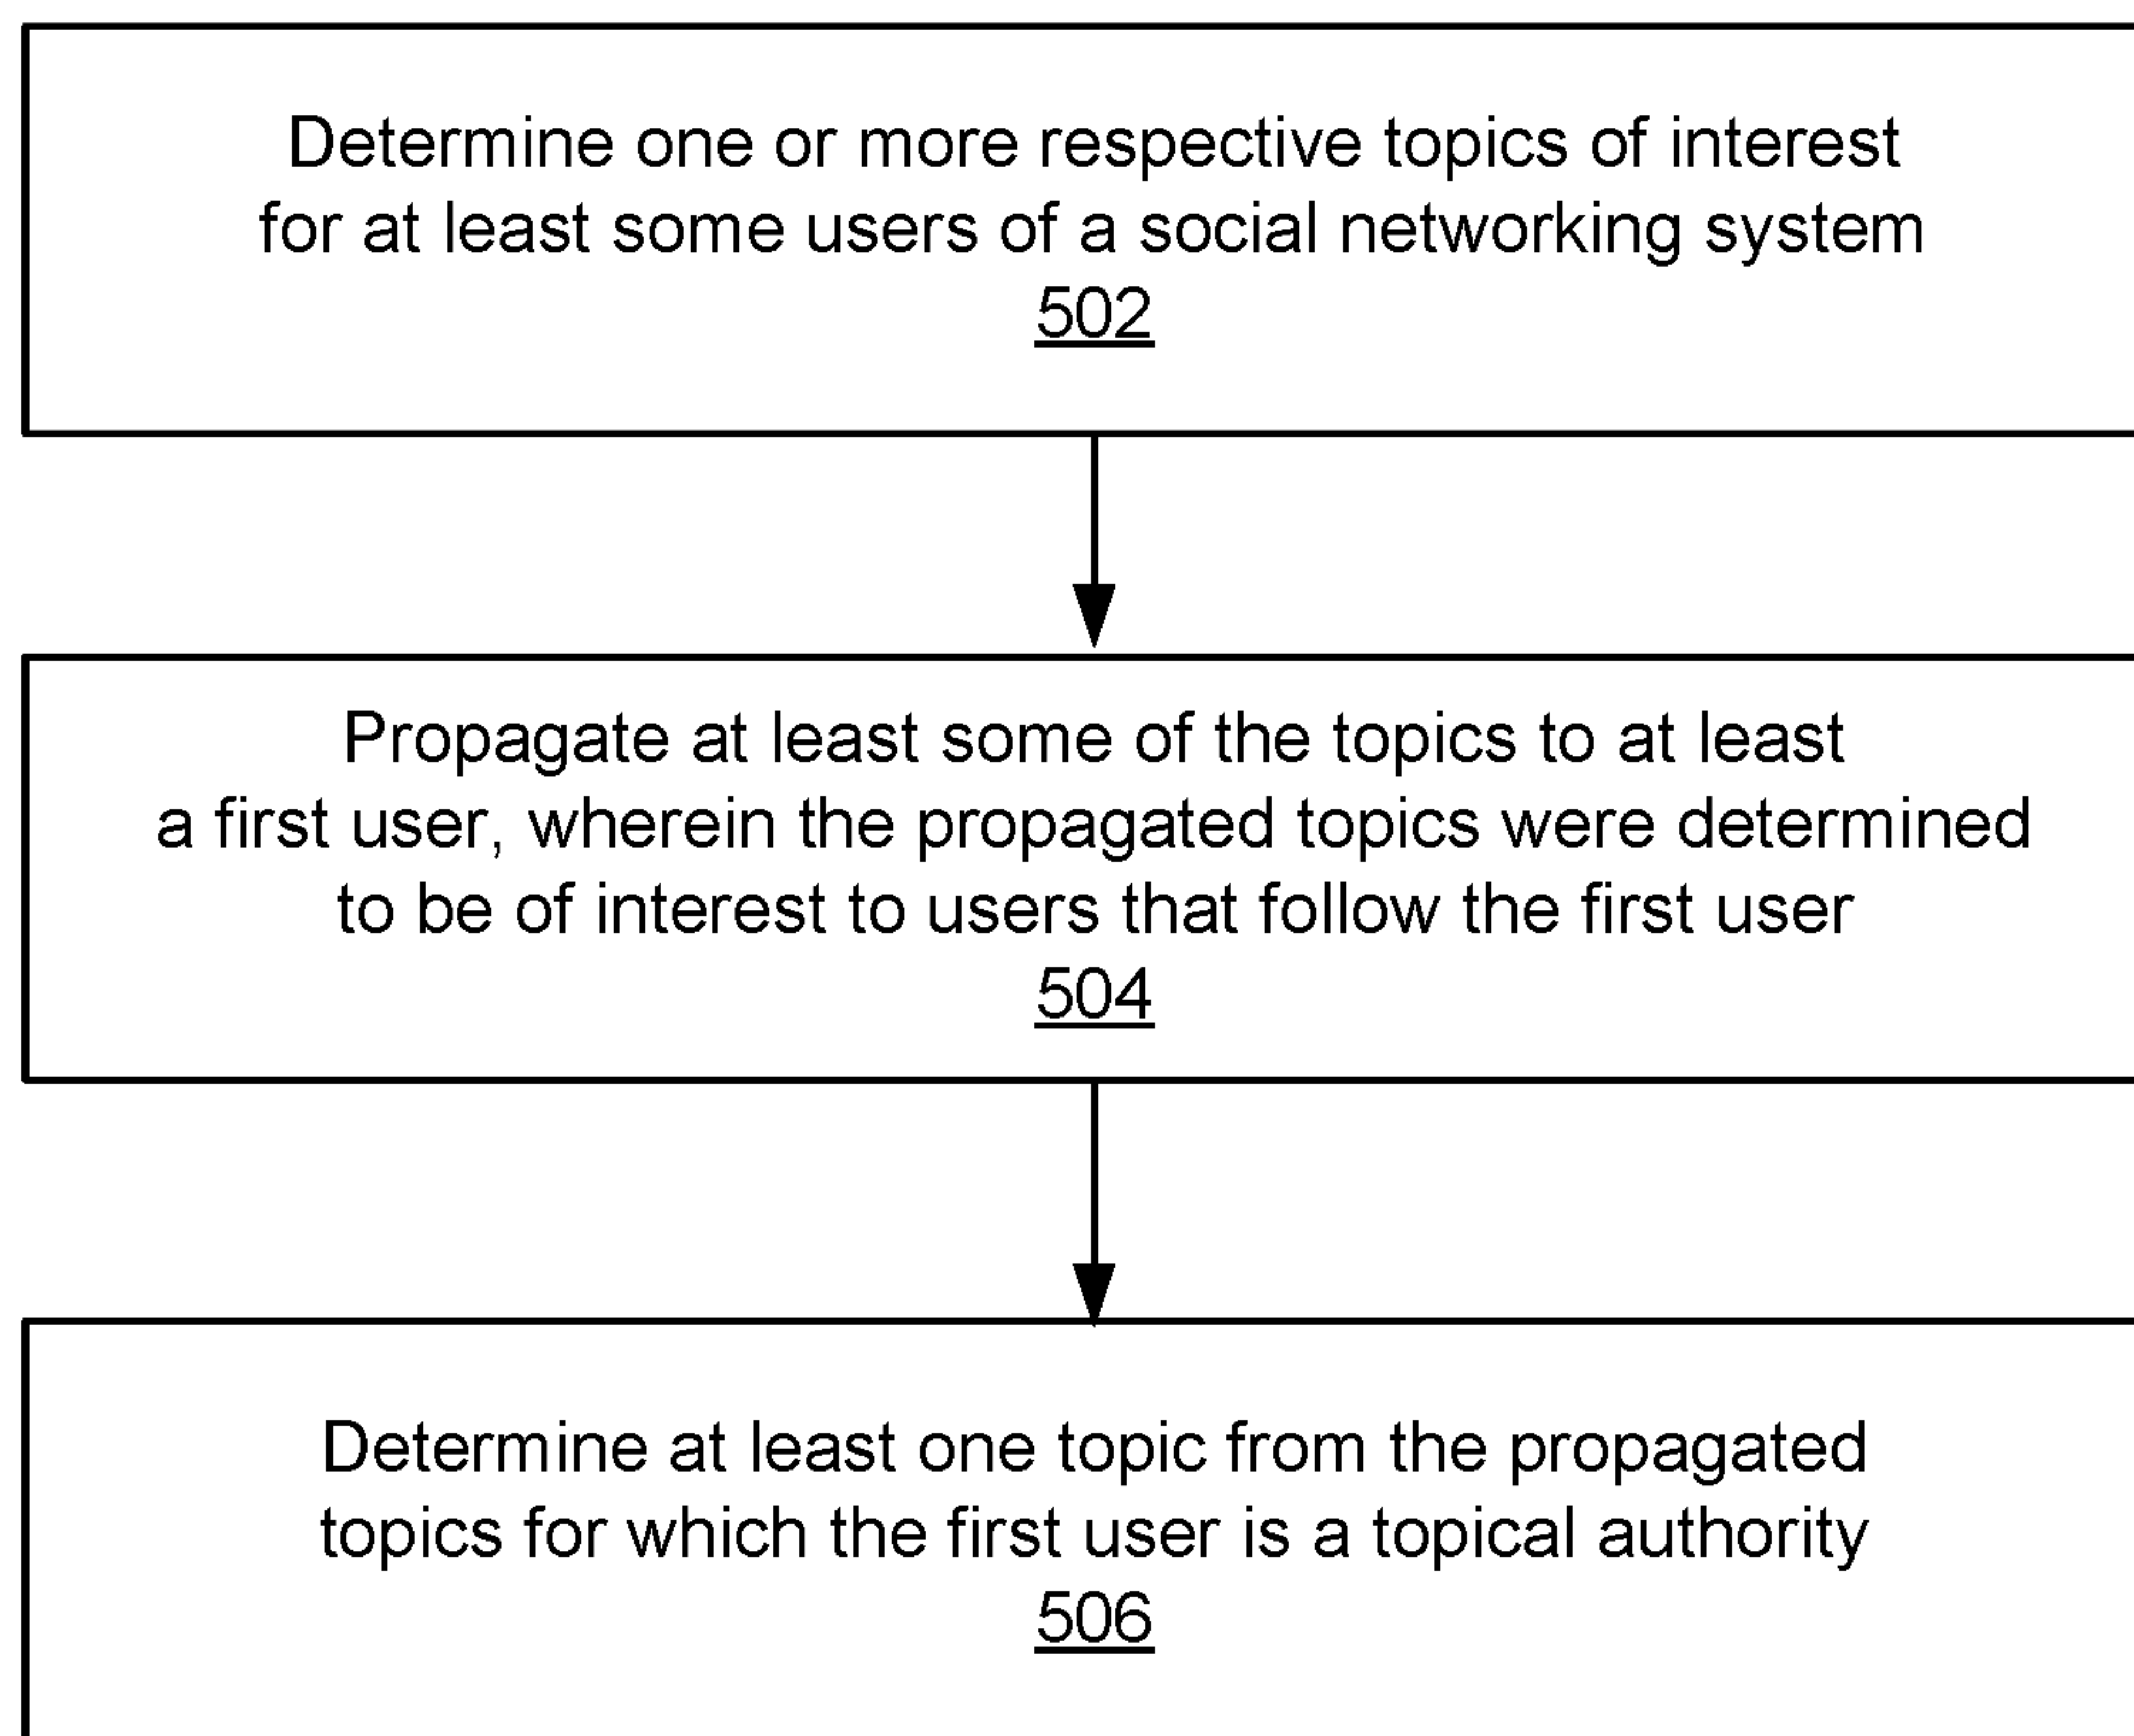 Determine one or more respective topics of interest
for at least some users of a social networking system
502
Propagate at least some of the topics to at least
a first user, wherein the propagated topics were determined
to be of interest to users that follow the first user
504
Determine at least one topic from the propagated
topics for which the first user is a topical authority
506